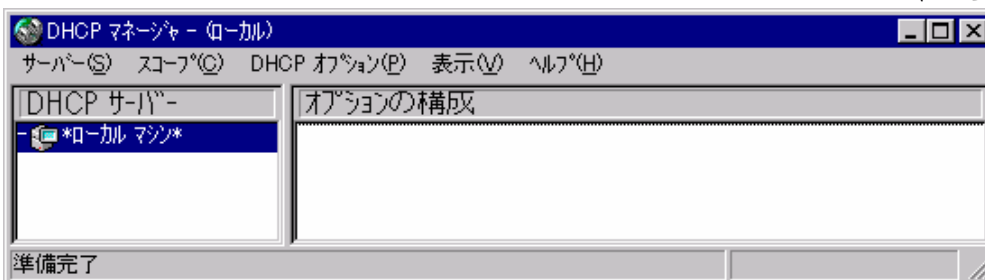 DHCP ﾏﾈｰｼﾞｬ - (ﾛｰｶﾙ)
ｻｰﾊﾞｰ(S) ｽｺｰﾌﾟ(C) DHCP ｵﾌﾟｼｮﾝ(P) 表示(V) ﾍﾙﾌﾟ(H)
DHCP ｻｰﾊﾞｰ
ｵﾌﾟｼｮﾝの構成
*ﾛｰｶﾙ ﾏｼﾝ*
準備完了